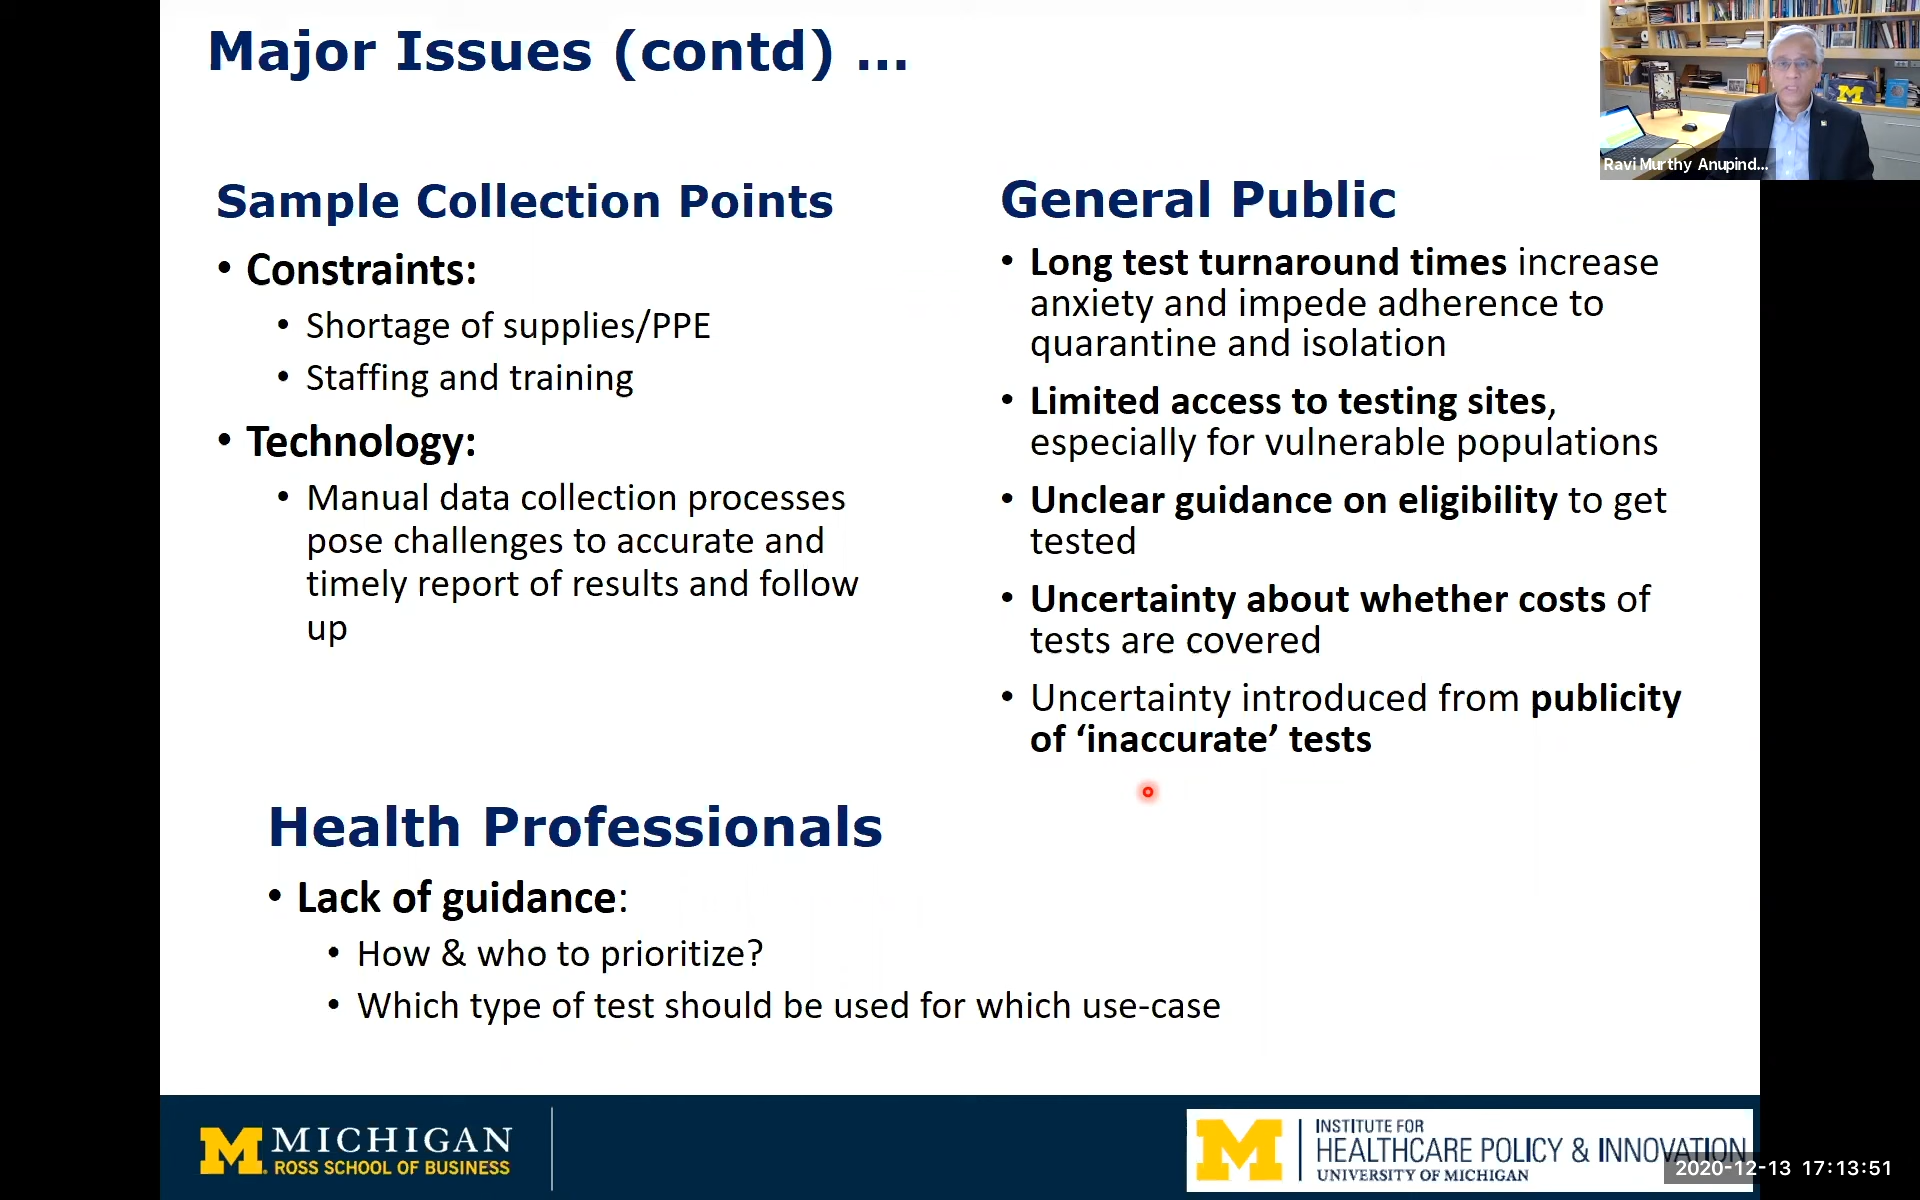 Major Issues (contd) ...
Ravi Murthy Anupind...
Sample Collection Points
• Constraints:
• Shortage of supplies/PPE
• Staffing and training
• Technology:
• Manual data collection processes
pose challenges to accurate and
timely report of results and follow
up
General Public
• Long test turnaround times increase
anxiety and impede adherence to
quarantine and isolation
• Limited access to testing sites,
especially for vulnerable populations
• Unclear guidance on eligibility to get
tested
• Uncertainty about whether costs of
tests are covered
• Uncertainty introduced from publicity
of ‘inaccurate’ tests
Health Professionals
• Lack of guidance:
• How & who to prioritize?
• Which type of test should be used for which use-case
M MICHIGAN
ROSS SCHOOL OF BUSINESS
M
INSTITUTE FOR
HEALTHCARE POLICY & INNOVATION
UNIVERSITY OF MICHIGAN
2020-12-13 17:13:51